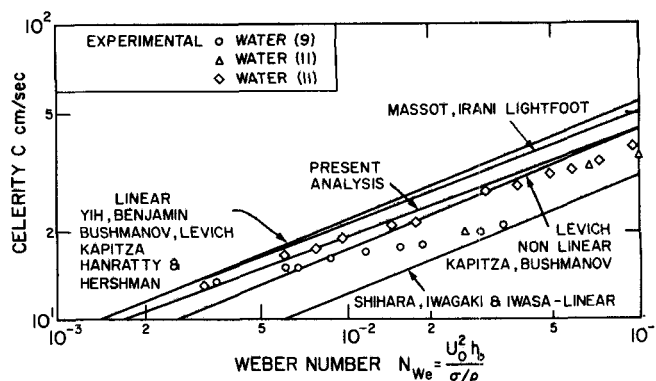 CELERITY C cm/sec
10²
5
2
10¹
EXPERIMENTAL ○ WATER (9)
△ WATER (11)
◇ WATER (11)
MASSOT, IRANI LIGHTFOOT
PRESENT
ANALYSIS
LINEAR
YIH, BENJAMIN
BUSHMANOV, LEVICH
KAPITZA
HANRATTY &
HERSHMAN
LEVICH
NON LINEAR
KAPITZA, BUSHMANOV
SHIHARA, IWAGAKI & IWASA-LINEAR
10⁻³ 2 5 10⁻² 2 5 10⁻¹
WEBER NUMBER N_We = U₀² h₀ / σ/ρ